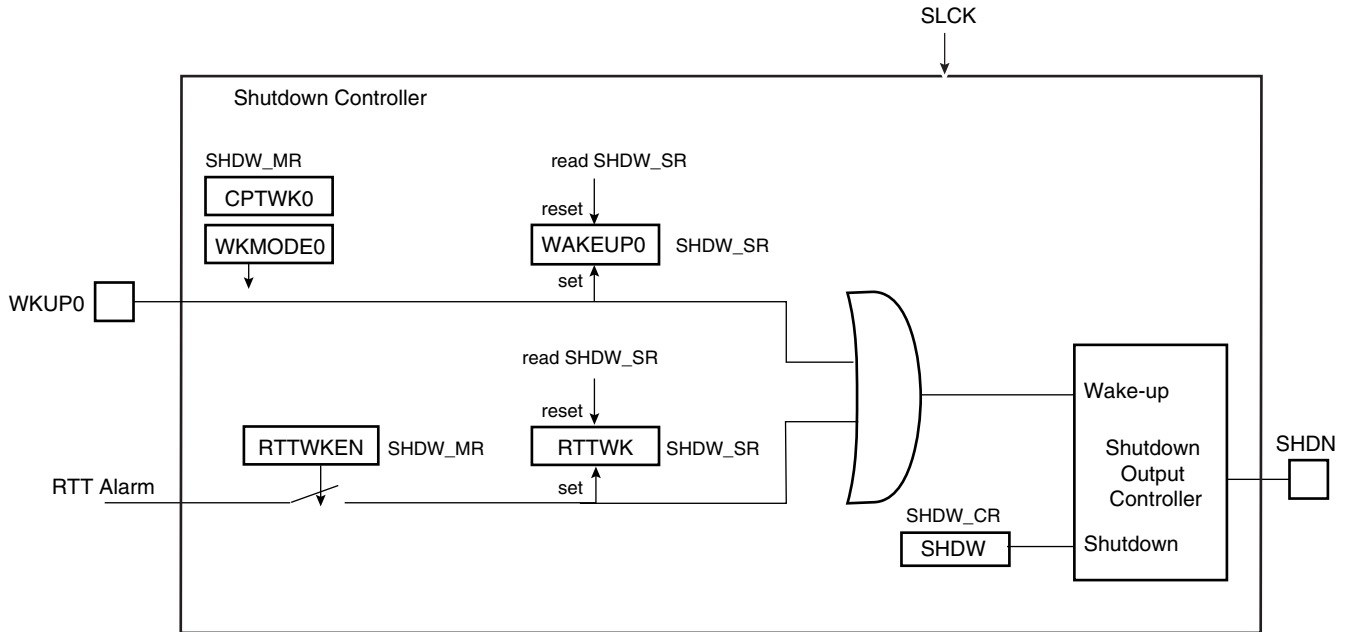 SLCK
Shutdown Controller
SHDW_MR
CPTWK0
WKMODE0
read SHDW_SR
reset
WAKEUP0
SHDW_SR
set
WKUP0
read SHDW_SR
reset
RTTWKEN
SHDW_MR
RTTWK
SHDW_SR
set
RTT Alarm
Wake-up
Shutdown
Output
Controller
SHDN
SHDW_CR
SHDW
Shutdown